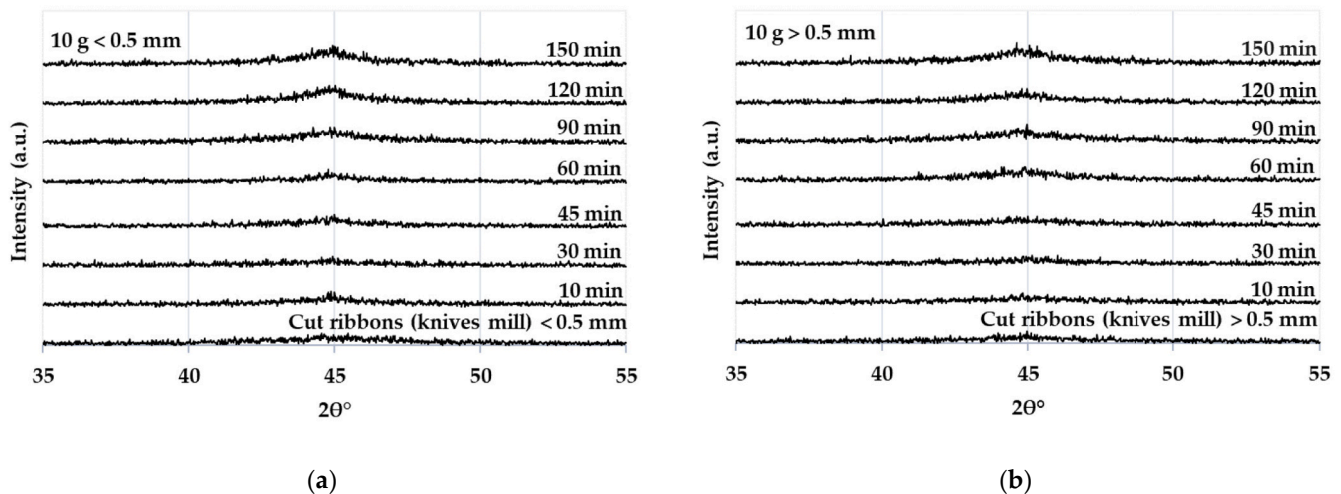 10 g < 0.5 mm
150 min
120 min
90 min
60 min
45 min
30 min
10 min
Cut ribbons (knives mill) < 0.5 mm
Intensity (a.u.)
35 40 45 50 55
2θ°
(a)
10 g > 0.5 mm
150 min
120 min
90 min
60 min
45 min
30 min
10 min
Cut ribbons (knives mill) > 0.5 mm
Intensity (a.u.)
35 40 45 50 55
2θ°
(b)